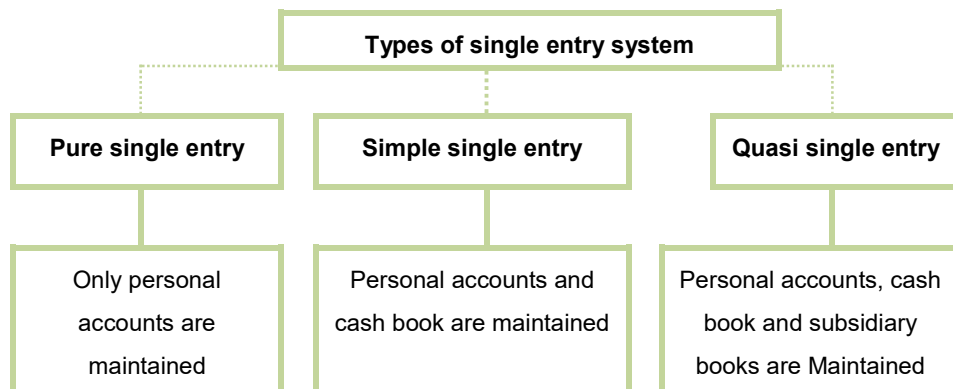 Types of single entry system
Pure single entry
Simple single entry
Quasi single entry
Only personal
accounts are
maintained
Personal accounts and
cash book are maintained
Personal accounts, cash
book and subsidiary
books are Maintained